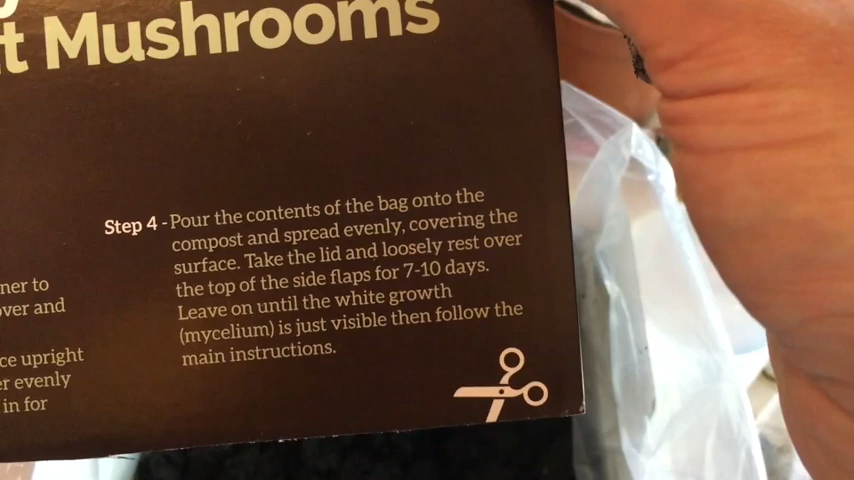 t Mushrooms
Step 4 - Pour the contents of the bag onto the
compost and spread evenly, covering the
surface. Take the lid and loosely rest over
the top of the side flaps for 7-10 days.
Leave on until the white growth
(mycelium) is just visible then follow the
main instructions.
ner to
over and
ce upright
er evenly
in for